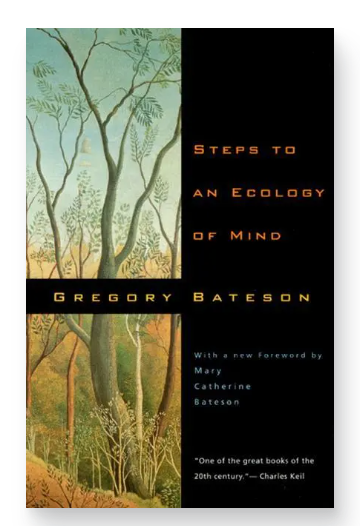 STEPS TO
AN ECOLOGY
OF MIND
GREGORY BATESON
With a new Foreword by
Mary
Catherine
Bateson
"One of the great books of the
20th century."— Charles Keil